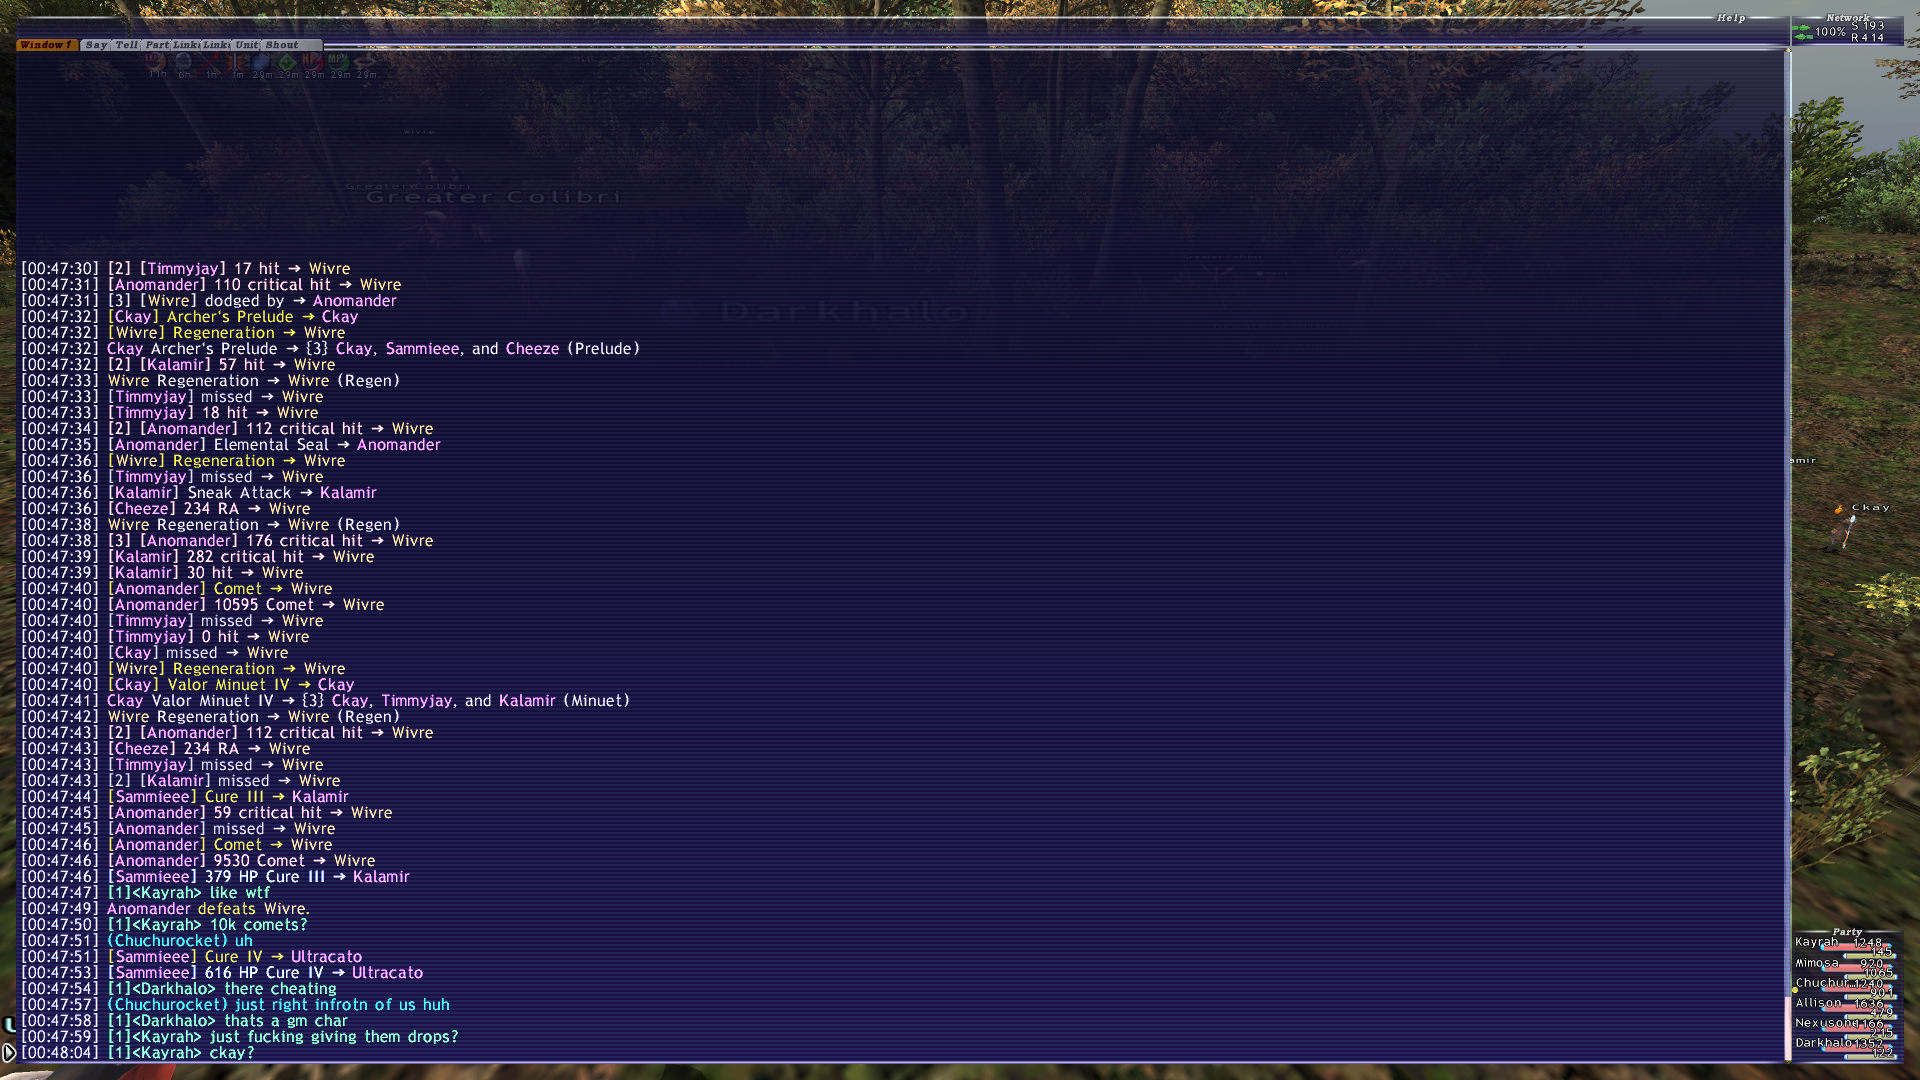 Help
Network
S 193
100%
R 414
Window 1 Say Tell Part Link Link Unit Shout
11h 6h 1h 1m 29m 29m 29m 29m 29m
Wivre
Greater Colibri
Greater Colibri
Darkhalo
[00:47:30] [2] [Timmyjay] 17 hit → Wivre
[00:47:31] [Anomander] 110 critical hit → Wivre
[00:47:31] [3] [Wivre] dodged by → Anomander
[00:47:32] [Ckay] Archer's Prelude → Ckay
[00:47:32] [Wivre] Regeneration → Wivre
[00:47:32] Ckay Archer's Prelude → {3} Ckay, Sammieee, and Cheeze (Prelude)
[00:47:32] [2] [Kalamir] 57 hit → Wivre
[00:47:33] Wivre Regeneration → Wivre (Regen)
[00:47:33] [Timmyjay] missed → Wivre
[00:47:33] [Timmyjay] 18 hit → Wivre
[00:47:34] [2] [Anomander] 112 critical hit → Wivre
[00:47:35] [Anomander] Elemental Seal → Anomander
[00:47:36] [Wivre] Regeneration → Wivre
[00:47:36] [Timmyjay] missed → Wivre
[00:47:36] [Kalamir] Sneak Attack → Kalamir
[00:47:36] [Cheeze] 234 RA → Wivre
[00:47:38] Wivre Regeneration → Wivre (Regen)
[00:47:38] [3] [Anomander] 176 critical hit → Wivre
[00:47:39] [Kalamir] 282 critical hit → Wivre
[00:47:39] [Kalamir] 30 hit → Wivre
[00:47:40] [Anomander] Comet → Wivre
[00:47:40] [Anomander] 10595 Comet → Wivre
[00:47:40] [Timmyjay] missed → Wivre
[00:47:40] [Timmyjay] 0 hit → Wivre
[00:47:40] [Ckay] missed → Wivre
[00:47:40] [Wivre] Regeneration → Wivre
[00:47:40] [Ckay] Valor Minuet IV → Ckay
[00:47:41] Ckay Valor Minuet IV → {3} Ckay, Timmyjay, and Kalamir (Minuet)
[00:47:42] Wivre Regeneration → Wivre (Regen)
[00:47:43] [2] [Anomander] 112 critical hit → Wivre
[00:47:43] [Cheeze] 234 RA → Wivre
[00:47:43] [Timmyjay] missed → Wivre
[00:47:43] [2] [Kalamir] missed → Wivre
[00:47:44] [Sammieee] Cure III → Kalamir
[00:47:45] [Anomander] 59 critical hit → Wivre
[00:47:45] [Anomander] missed → Wivre
[00:47:46] [Anomander] Comet → Wivre
[00:47:46] [Anomander] 9530 Comet → Wivre
[00:47:46] [Sammieee] 379 HP Cure III → Kalamir
[00:47:47] [1]<Kayrah> like wtf
[00:47:49] Anomander defeats Wivre.
[00:47:50] [1]<Kayrah> 10k comets?
[00:47:51] (Chuchurocket) uh
[00:47:51] [Sammieee] Cure IV → Ultracato
[00:47:53] [Sammieee] 616 HP Cure IV → Ultracato
[00:47:54] [1]<Darkhalo> there cheating
[00:47:57] (Chuchurocket) just right infrotn of us huh
[00:47:58] [1]<Darkhalo> thats a gm char
[00:47:59] [1]<Kayrah> just fucking giving them drops?
[00:48:04] [1]<Kayrah> ckay?
amir
Ckay
Party
Kayrah 1248
145
Mimosa 920
1065
Chuchur 1240
901
Allison 1636
479
Nexuson 1166
215
Darkhalo 1352
122